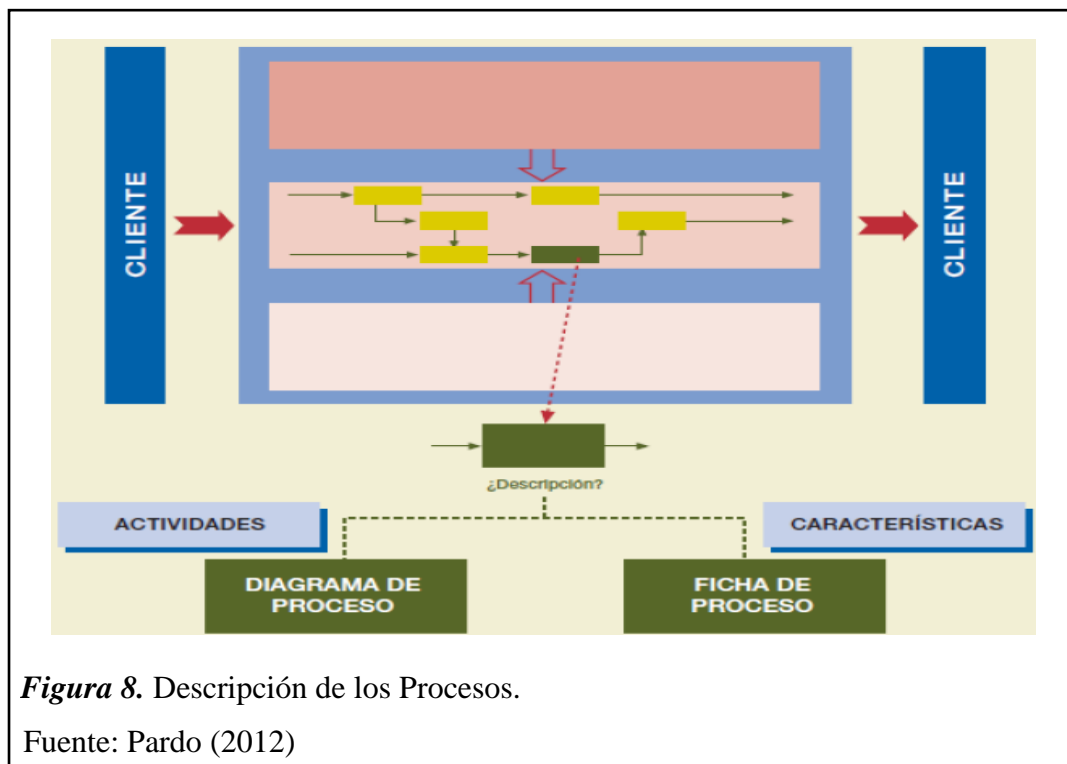 CLIENTE
CLIENTE
¿Descripción?
ACTIVIDADES
CARACTERÍSTICAS
DIAGRAMA DE
PROCESO
FICHA DE
PROCESO
Figura 8. Descripción de los Procesos.
Fuente: Pardo (2012)